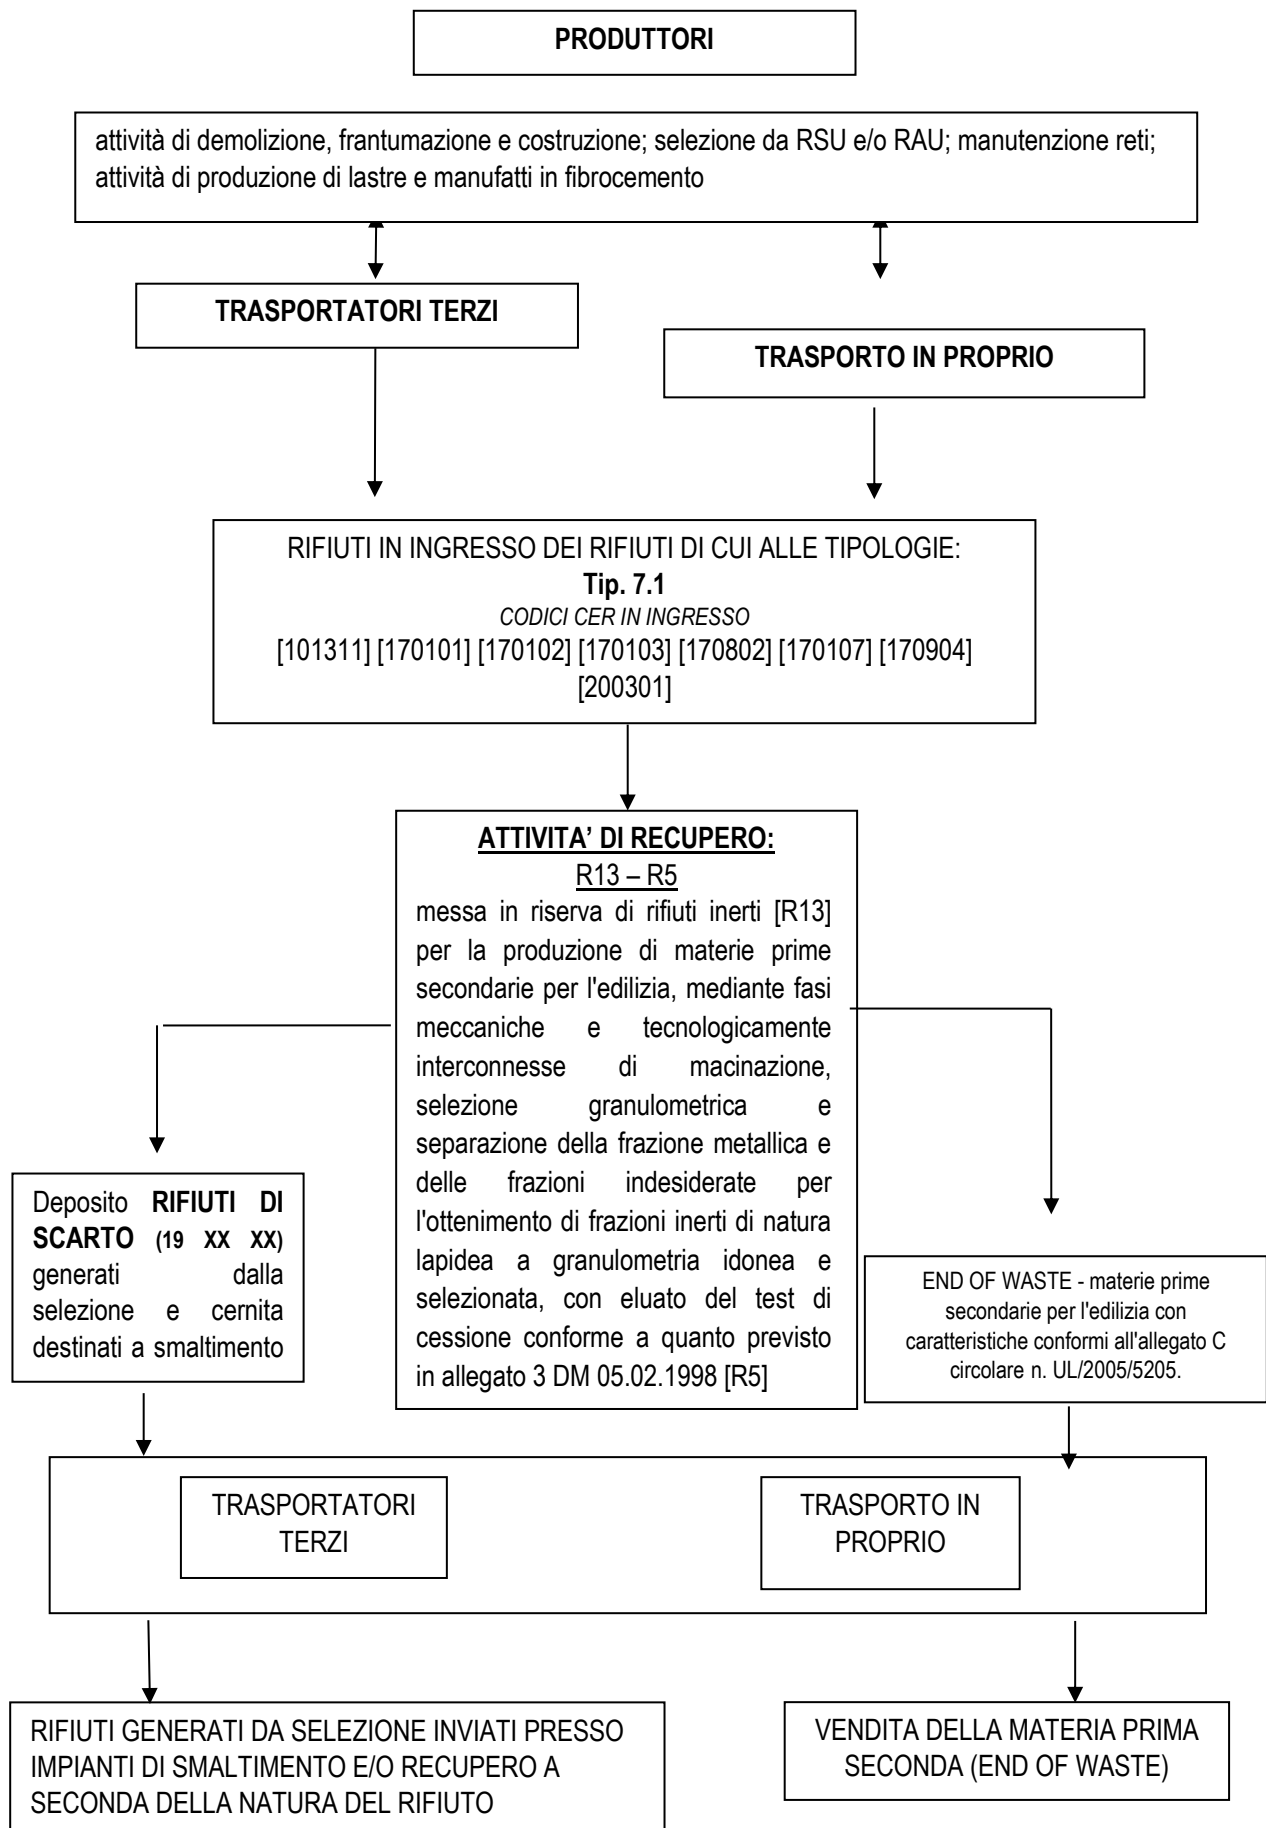 PRODUTTORI
attività di demolizione, frantumazione e costruzione; selezione da RSU e/o RAU; manutenzione reti;
attività di produzione di lastre e manufatti in fibrocemento
TRASPORTATORI TERZI
TRASPORTO IN PROPRIO
RIFIUTI IN INGRESSO DEI RIFIUTI DI CUI ALLE TIPOLOGIE:
Tip. 7.1
CODICI CER IN INGRESSO
[101311] [170101] [170102] [170103] [170802] [170107] [170904]
[200301]
ATTIVITA’ DI RECUPERO:
R13 – R5
messa in riserva di rifiuti inerti [R13]
per la produzione di materie prime
secondarie per l'edilizia, mediante fasi
meccaniche e tecnologicamente
interconnesse di macinazione,
selezione granulometrica e
separazione della frazione metallica e
delle frazioni indesiderate per
l'ottenimento di frazioni inerti di natura
lapidea a granulometria idonea e
selezionata, con eluato del test di
cessione conforme a quanto previsto
in allegato 3 DM 05.02.1998 [R5]
Deposito RIFIUTI DI
SCARTO (19 XX XX)
generati dalla
selezione e cernita
destinati a smaltimento
END OF WASTE - materie prime
secondarie per l'edilizia con
caratteristiche conformi all'allegato C
circolare n. UL/2005/5205.
TRASPORTATORI
TERZI
TRASPORTO IN
PROPRIO
RIFIUTI GENERATI DA SELEZIONE INVIATI PRESSO
IMPIANTI DI SMALTIMENTO E/O RECUPERO A
SECONDA DELLA NATURA DEL RIFIUTO
VENDITA DELLA MATERIA PRIMA
SECONDA (END OF WASTE)